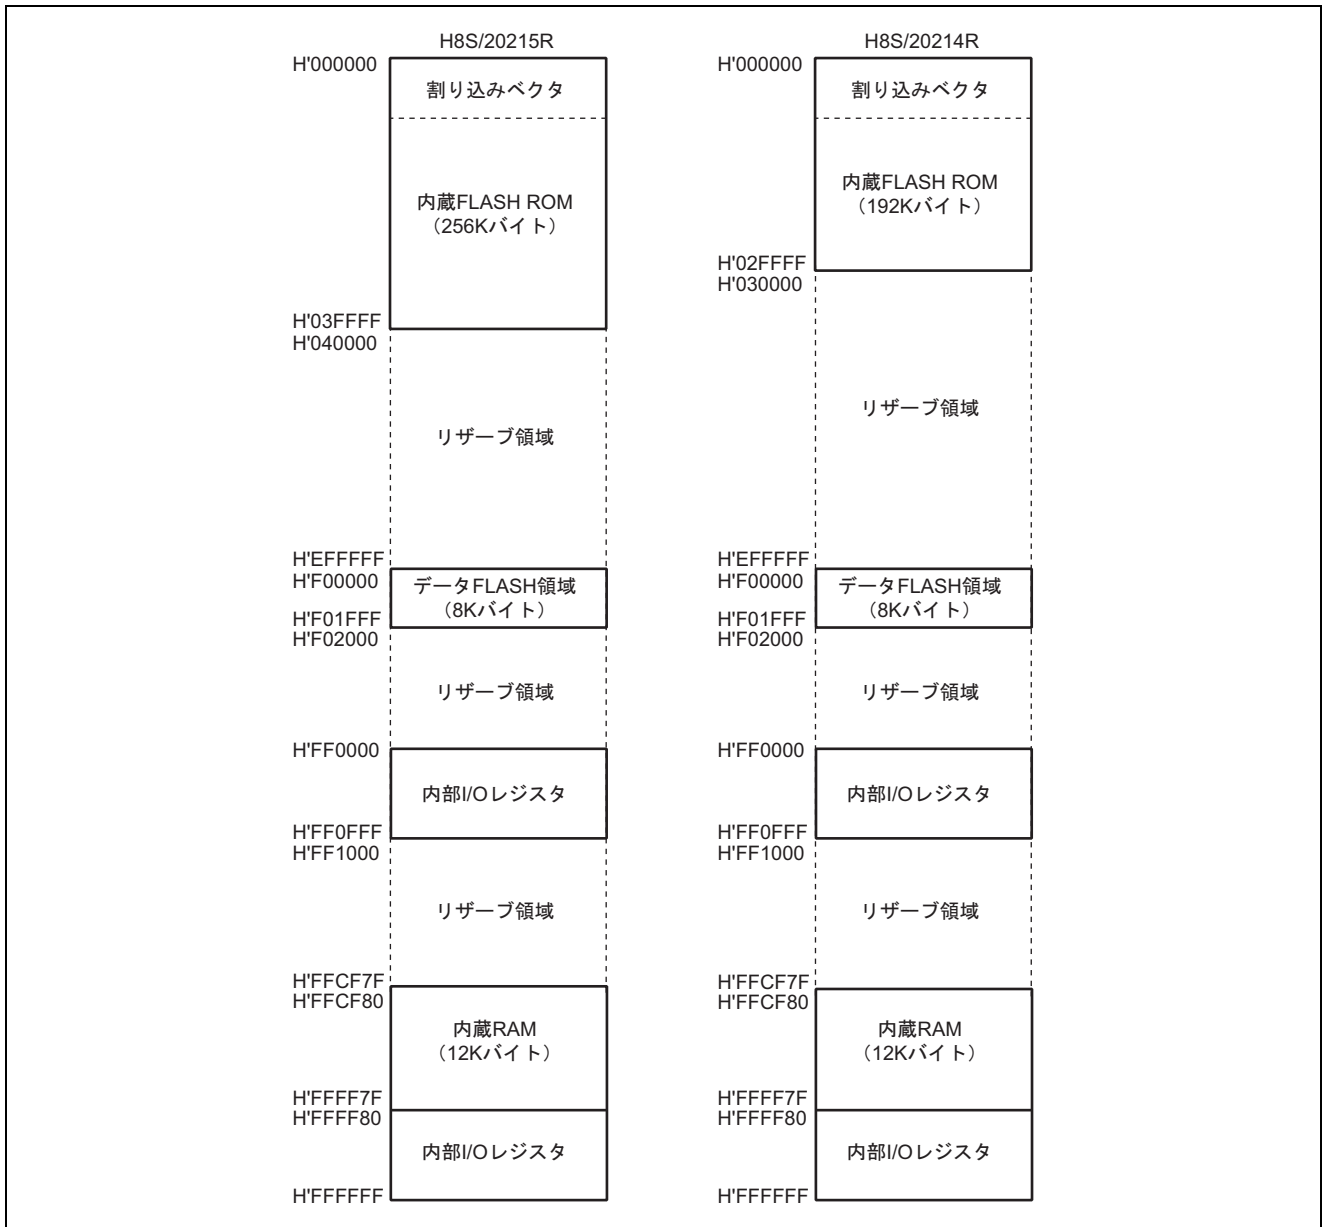 H8S/20215R
H'000000
割り込みベクタ
内蔵FLASH ROM
（256Kバイト）
H'03FFFF
H'040000
リザーブ領域
H'EFFFFF
H'F00000
データFLASH領域
（8Kバイト）
H'F01FFF
H'F02000
リザーブ領域
H'FF0000
内部I/Oレジスタ
H'FF0FFF
H'FF1000
リザーブ領域
H'FFCF7F
H'FFCF80
内蔵RAM
（12Kバイト）
H'FFFF7F
H'FFFF80
内部I/Oレジスタ
H'FFFFFF
H8S/20214R
H'000000
割り込みベクタ
内蔵FLASH ROM
（192Kバイト）
H'02FFFF
H'030000
リザーブ領域
H'EFFFFF
H'F00000
データFLASH領域
（8Kバイト）
H'F01FFF
H'F02000
リザーブ領域
H'FF0000
内部I/Oレジスタ
H'FF0FFF
H'FF1000
リザーブ領域
H'FFCF7F
H'FFCF80
内蔵RAM
（12Kバイト）
H'FFFF7F
H'FFFF80
内部I/Oレジスタ
H'FFFFFF